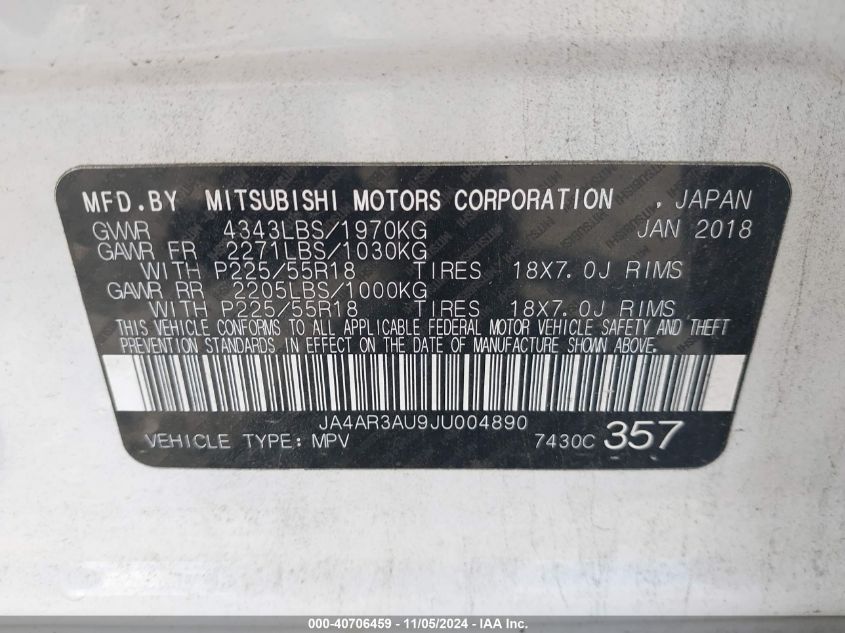 MFD.BY MITSUBISHI MOTORS CORPORATION , JAPAN
GVWR 4343LBS/1970KG JAN 2018
GAWR FR 2271LBS/1030KG
WITH P225/55R18 TIRES 18X7.0J RIMS
GAWR RR 2205LBS/1000KG
WITH P225/55R18 TIRES 18X7.0J RIMS
THIS VEHICLE CONFORMS TO ALL APPLICABLE FEDERAL MOTOR VEHICLE SAFETY AND THEFT
PREVENTION STANDARDS IN EFFECT ON THE DATE OF MANUFACTURE SHOWN ABOVE.
JA4AR3AU9JU004890
VEHICLE TYPE: MPV 7430C 357
000-40706459 - 11/05/2024 - IAA Inc.